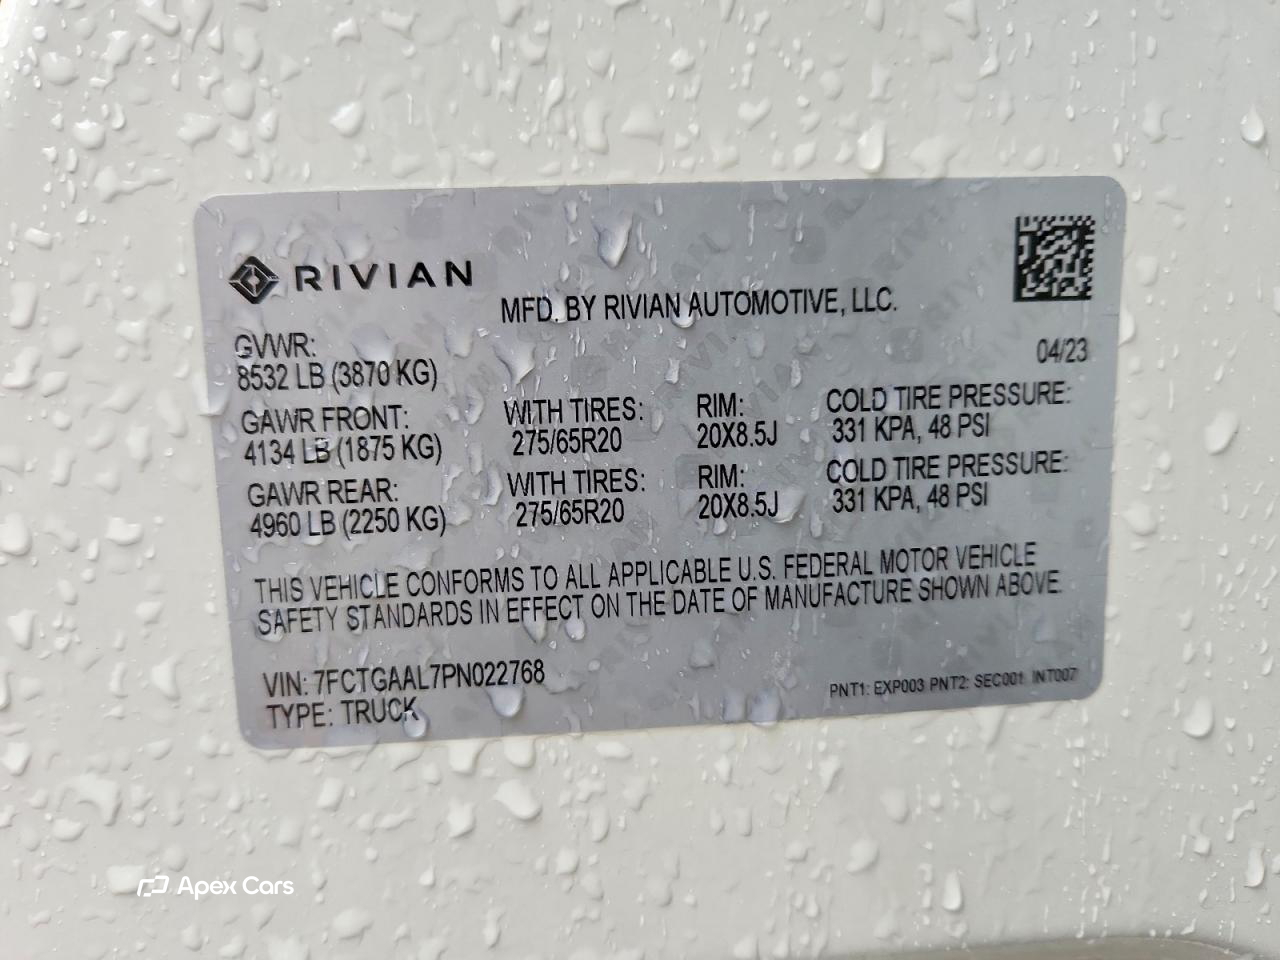 RIVIAN
MFD. BY RIVIAN AUTOMOTIVE, LLC.
04/23
GVWR:
8532 LB (3870 KG)
GAWR FRONT: WITH TIRES: RIM: COLD TIRE PRESSURE:
4134 LB (1875 KG) 275/65R20 20X8.5J 331 KPA, 48 PSI
GAWR REAR: WITH TIRES: RIM: COLD TIRE PRESSURE:
4960 LB (2250 KG) 275/65R20 20X8.5J 331 KPA, 48 PSI
THIS VEHICLE CONFORMS TO ALL APPLICABLE U.S. FEDERAL MOTOR VEHICLE
SAFETY STANDARDS IN EFFECT ON THE DATE OF MANUFACTURE SHOWN ABOVE.
VIN: 7FCTGAAL7PN022768
TYPE: TRUCK
PNT1: EXP003 PNT2: SEC001 INT007
Apex Cars